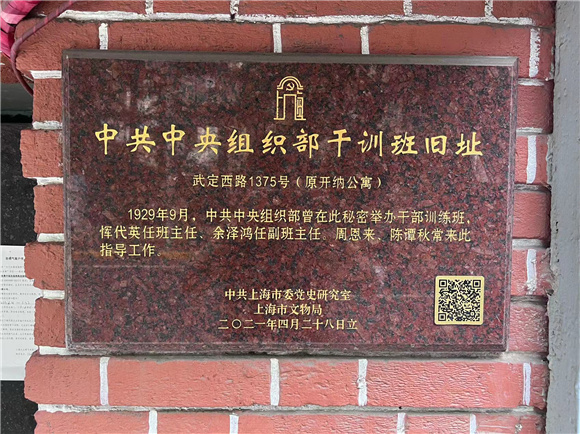 中共中央组织部干训班旧址
武定西路1375号（原开纳公寓）
1929年9月，中共中央组织部曾在此秘密举办干部训练班，
恽代英任班主任、余泽鸿任副班主任。周恩来、陈谭秋常来此
指导工作。
中共上海市委党史研究室
上海市文物局
二〇二一年四月二十八日立